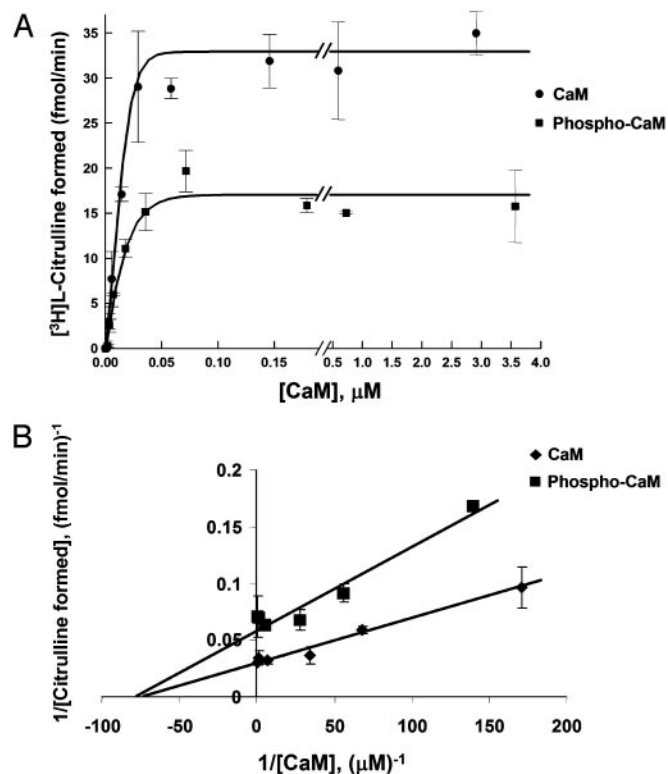 A
[³H]L-Citrulline formed (fmol/min)
35
30
25
20
15
10
5
0
0.00 0.05 0.10 0.15 0.5 1.0 1.5 2.0 2.5 3.0 3.5 4.0
[CaM], μM
CaM
Phospho-CaM
B
1/[Citrulline formed], (fmol/min)⁻¹
0.2
0.15
0.1
0.05
0
-100 -50 0 50 100 150 200
1/[CaM], (μM)⁻¹
CaM
Phospho-CaM